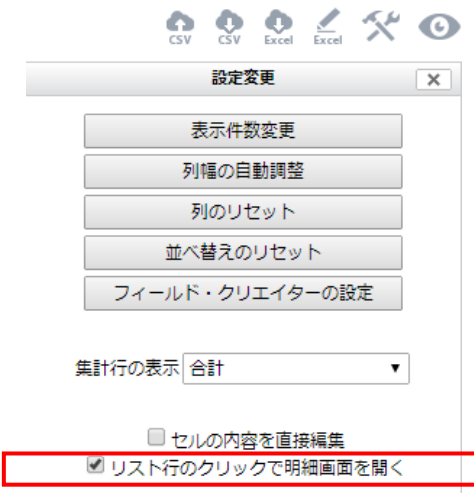 CSV CSV Excel Excel
設定変更 ×
表示件数変更
列幅の自動調整
列のリセット
並べ替えのリセット
フィールド・クリエイターの設定
集計行の表示 合計 ▼
セルの内容を直接編集
リスト行のクリックで明細画面を開く